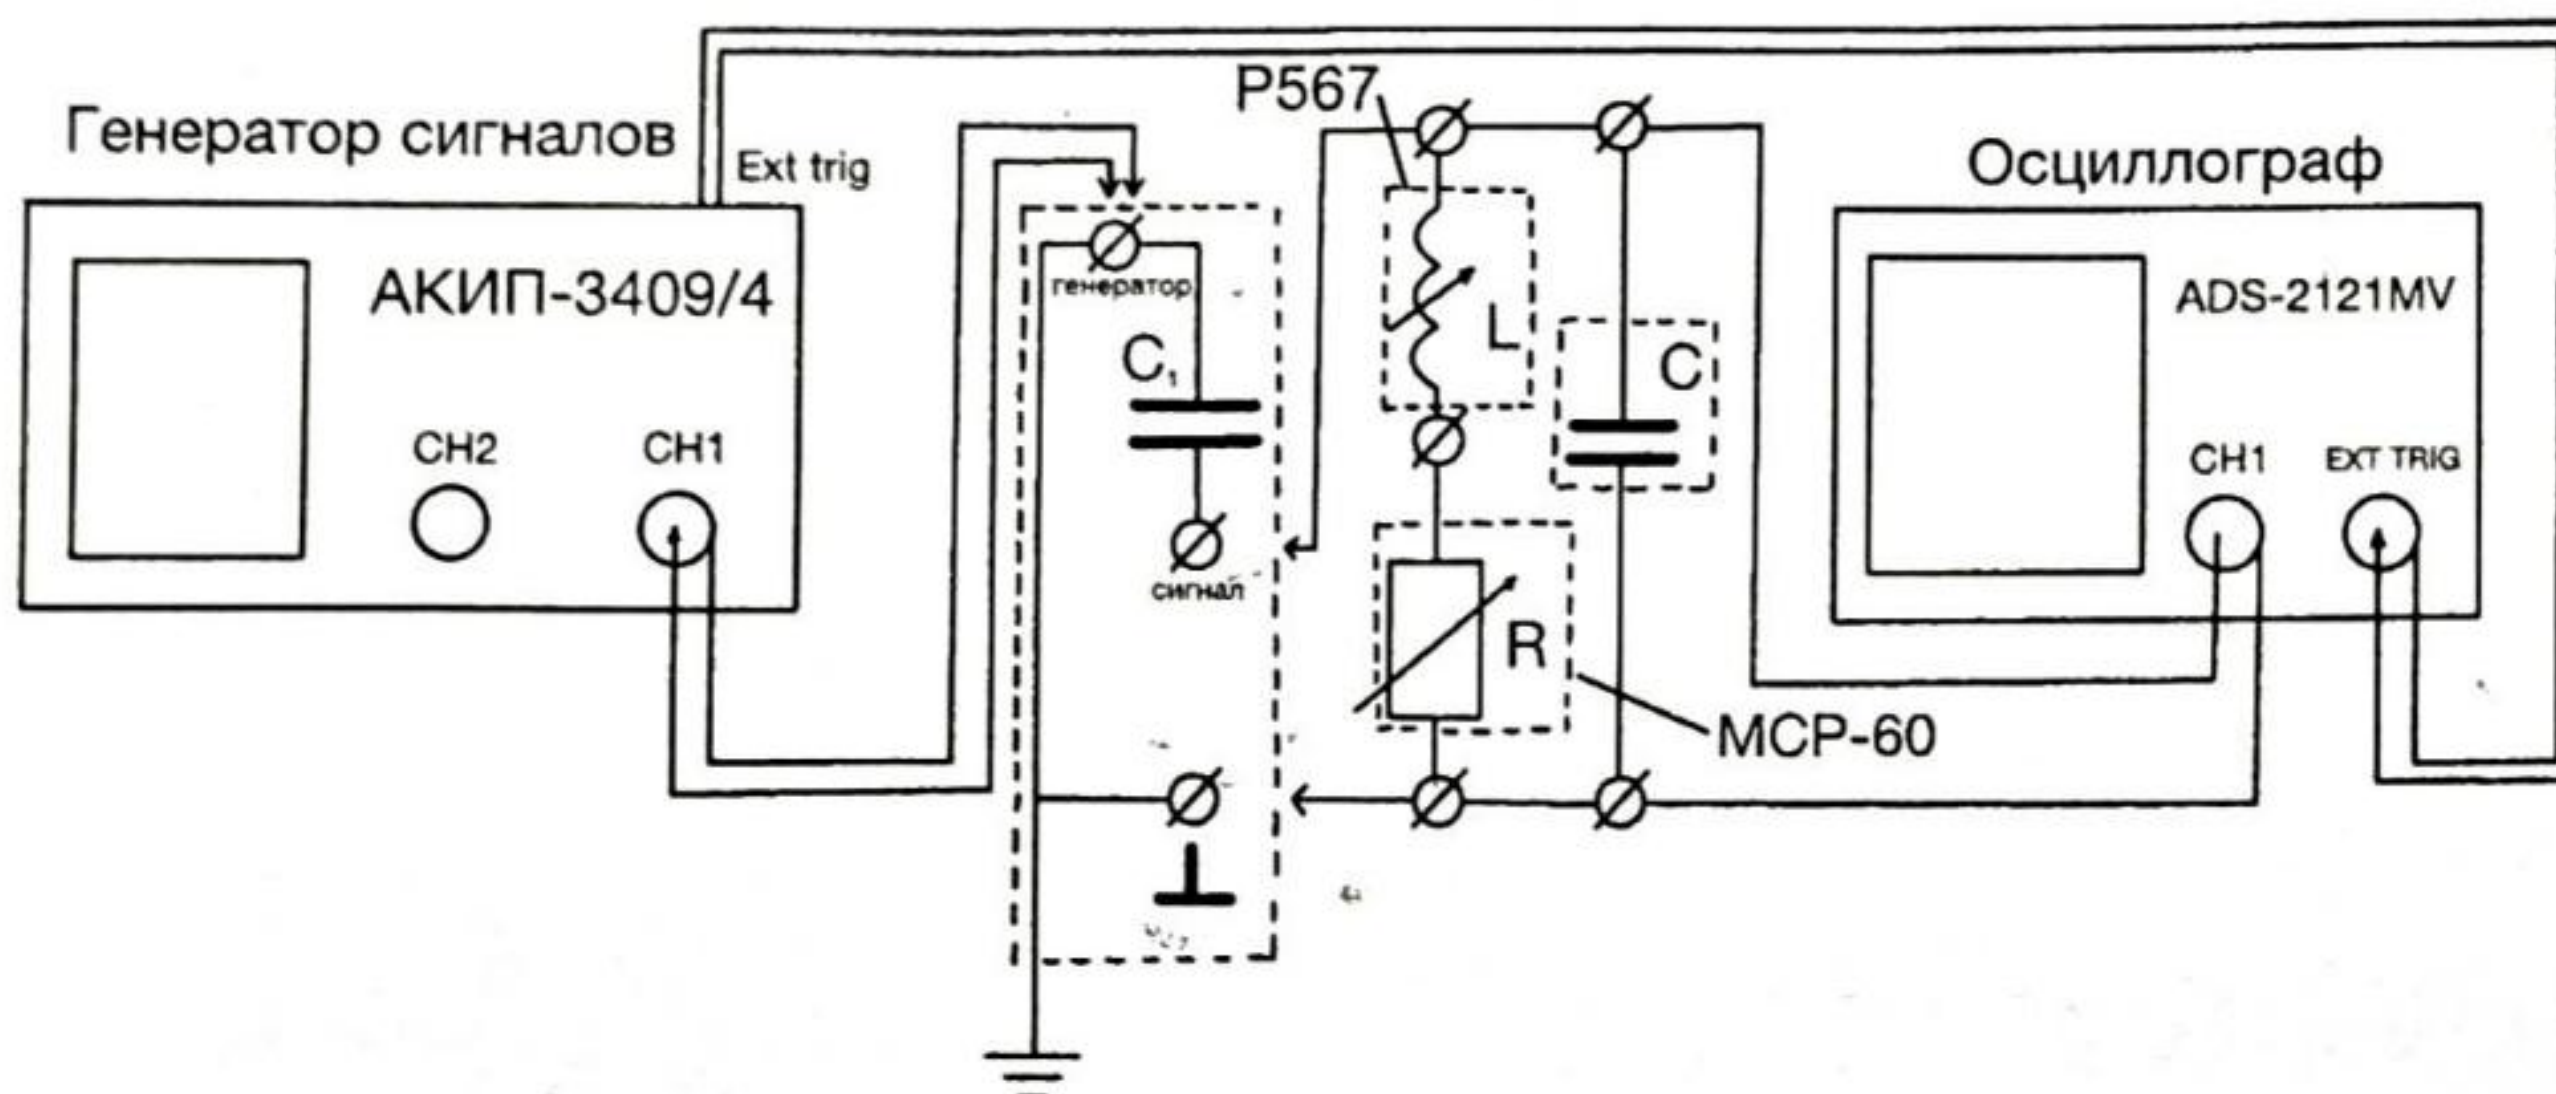 P567
Генератор сигналов
Ext trig
Осциллограф
АКИП-3409/4
генератор
ADS-2121MV
L
C₁
C
CH2
CH1
CH1
EXT TRIG
сигнал
R
МСР-60